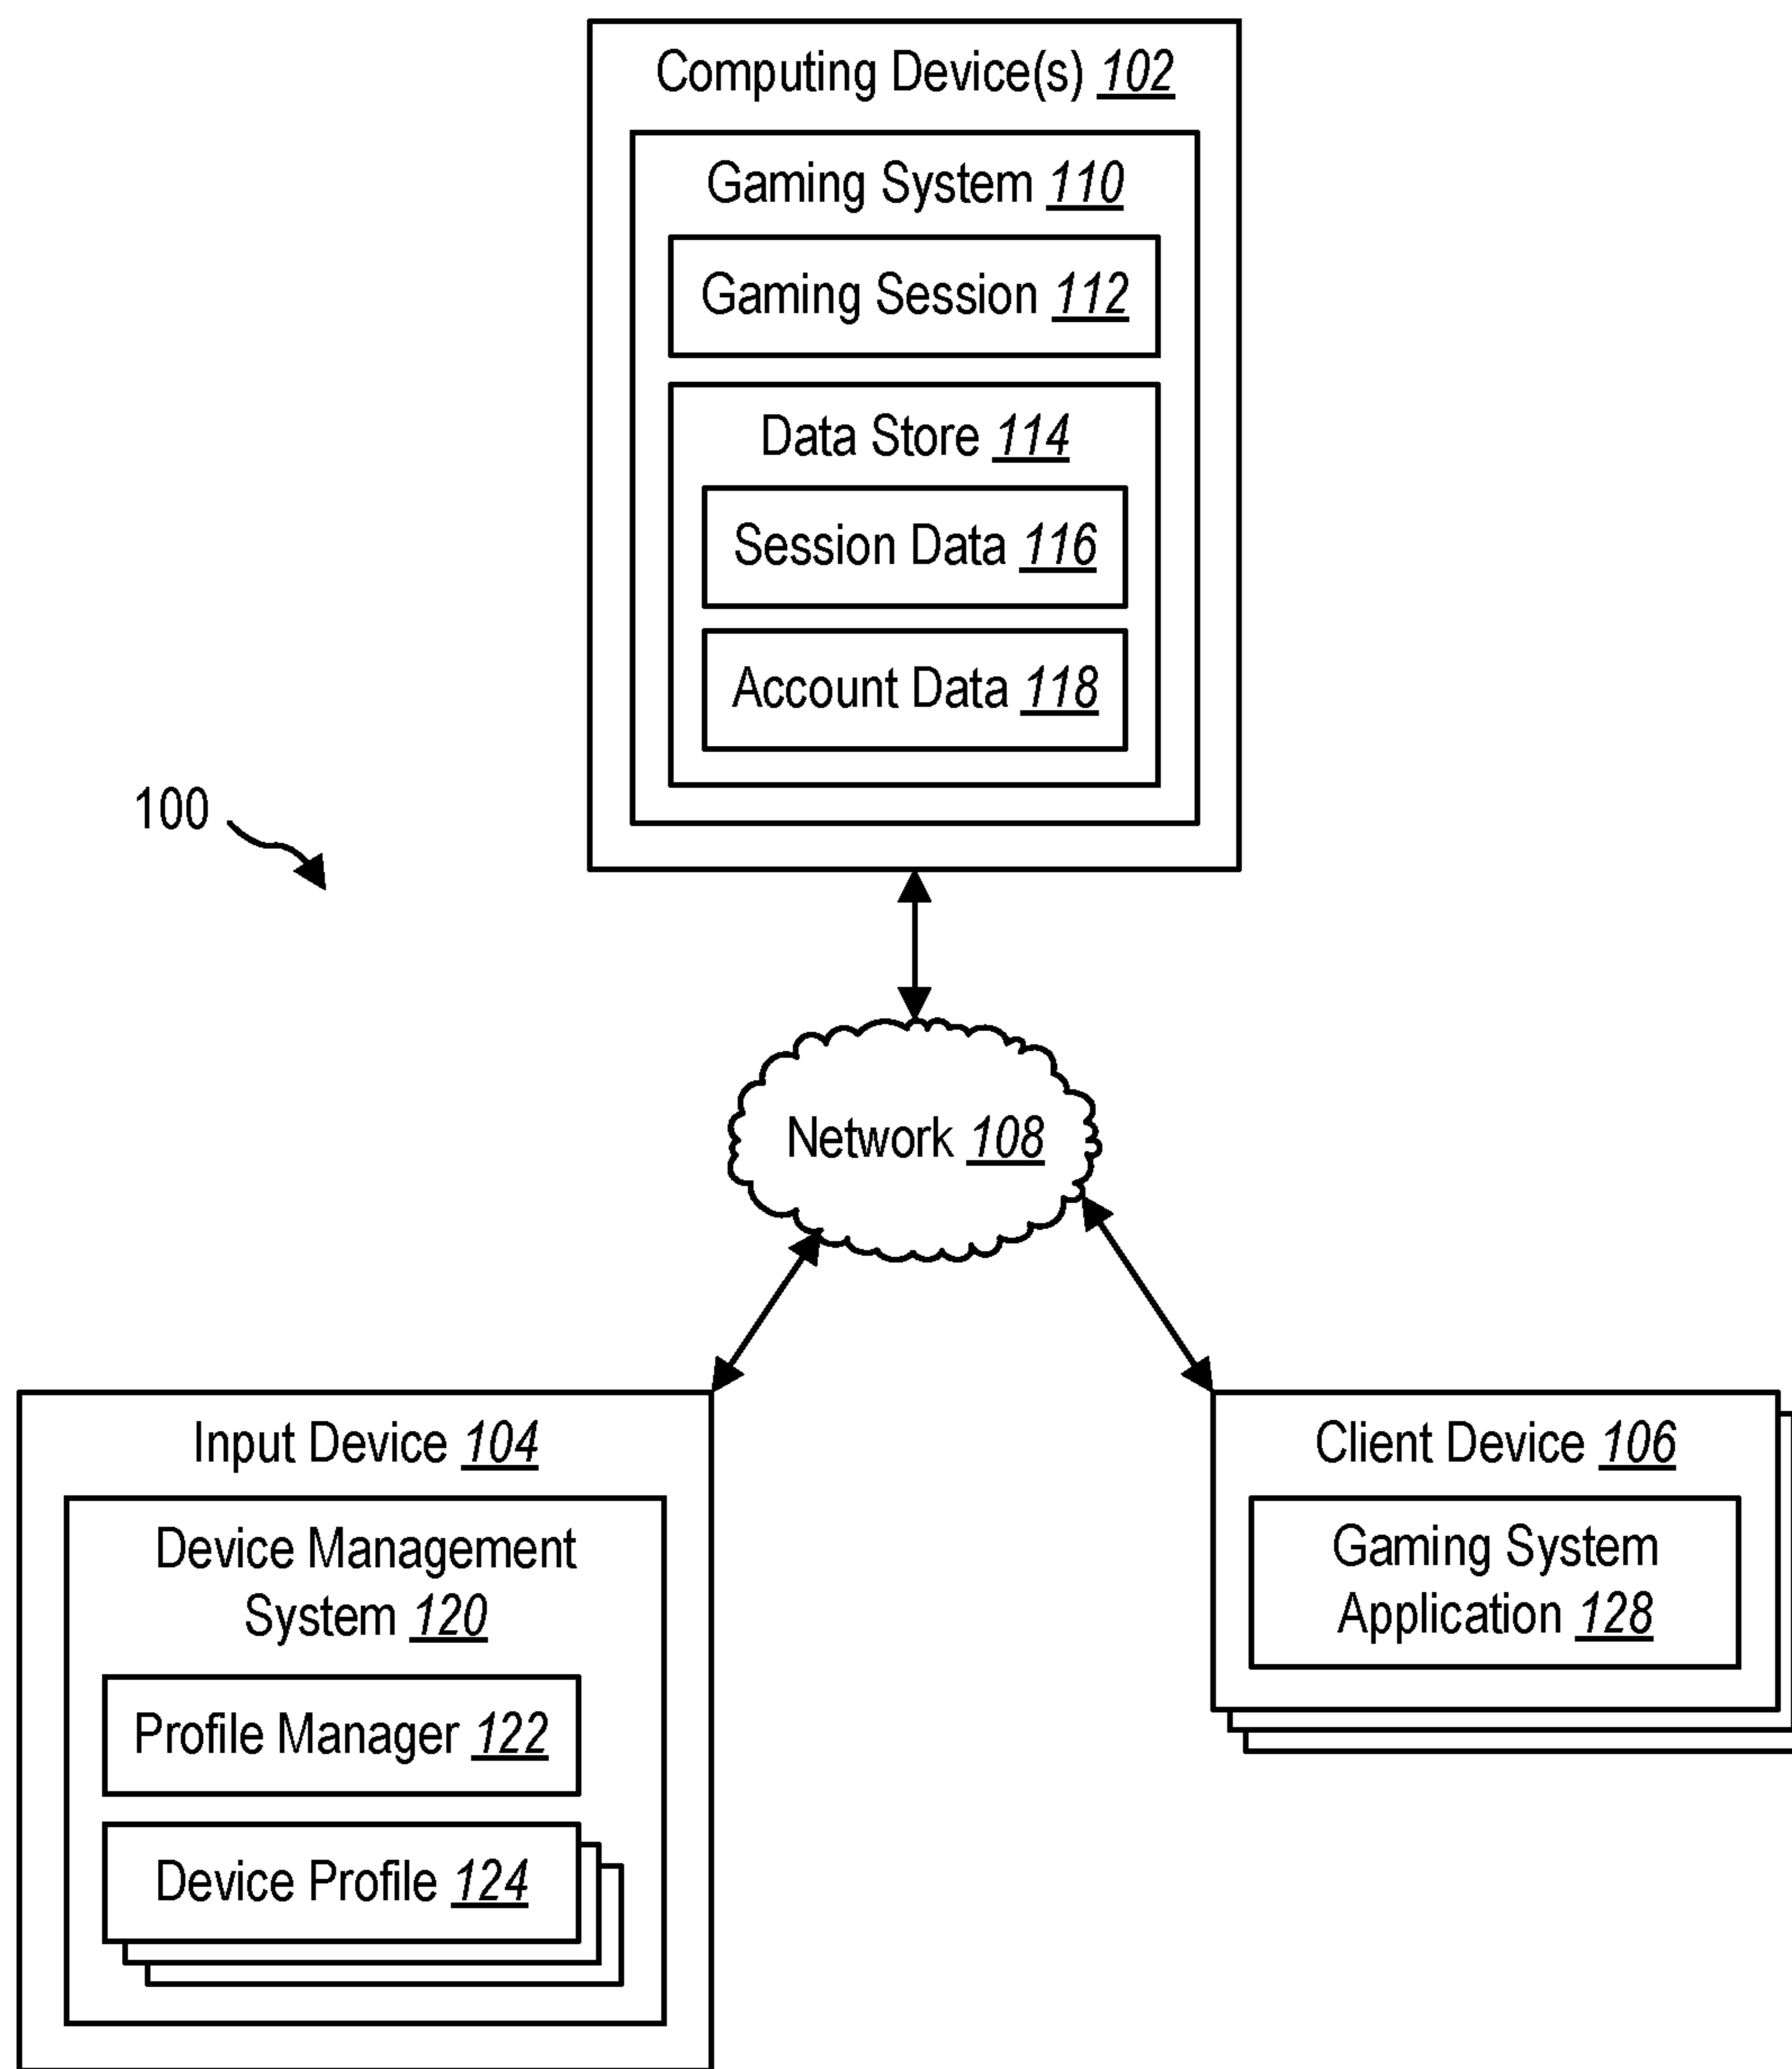 Computing Device(s) 102
Gaming System 110
Gaming Session 112
Data Store 114
Session Data 116
Account Data 118
100
Network 108
Input Device 104
Device Management
System 120
Profile Manager 122
Device Profile 124
Client Device 106
Gaming System
Application 128